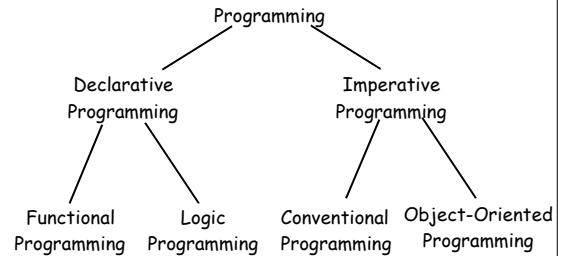 Programming
Declarative
Programming
Imperative
Programming
Functional
Programming
Logic
Programming
Conventional
Programming
Object-Oriented
Programming